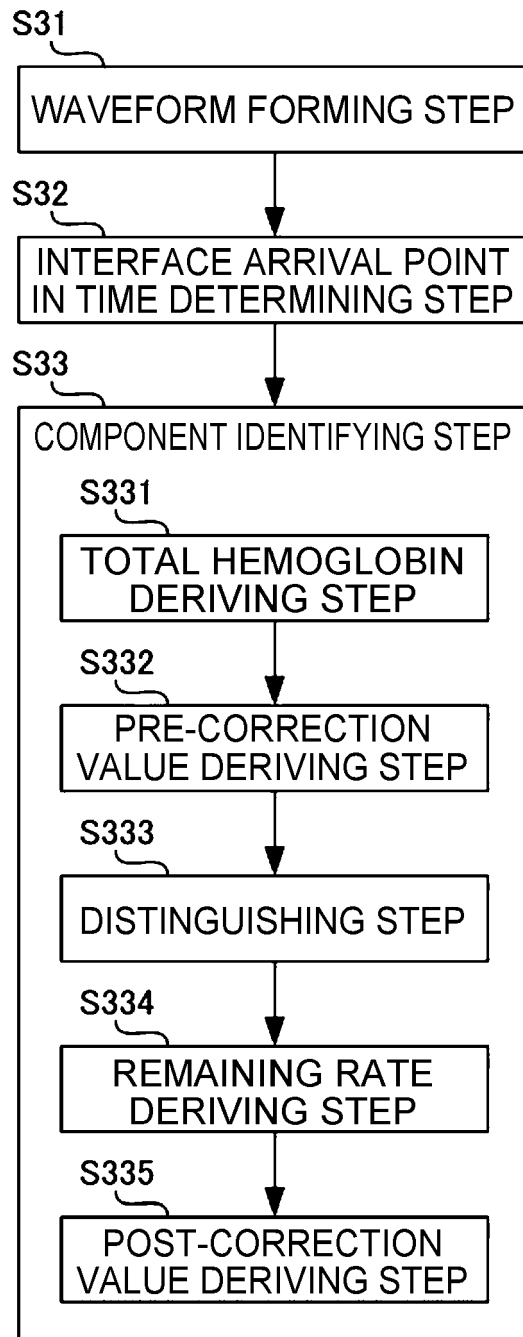 S31
WAVEFORM FORMING STEP
S32
INTERFACE ARRIVAL POINT
IN TIME DETERMINING STEP
S33
COMPONENT IDENTIFYING STEP
S331
TOTAL HEMOGLOBIN
DERIVING STEP
S332
PRE-CORRECTION
VALUE DERIVING STEP
S333
DISTINGUISHING STEP
S334
REMAINING RATE
DERIVING STEP
S335
POST-CORRECTION
VALUE DERIVING STEP